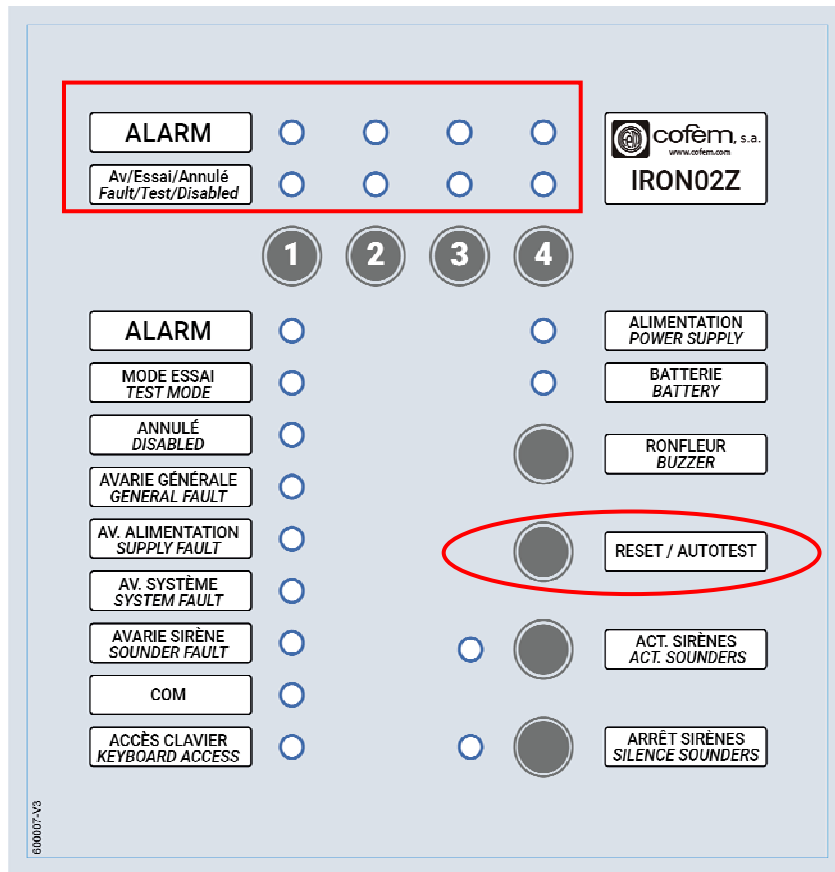 ALARM
Av/Essai/Annulé
Fault/Test/Disabled
cofem, s.a.
www.cofem.com
IRON02Z
1 2 3 4
ALARM
ALIMENTATION
POWER SUPPLY
MODE ESSAI
TEST MODE
BATTERIE
BATTERY
ANNULÉ
DISABLED
RONFLEUR
BUZZER
AVARIE GÉNÉRALE
GENERAL FAULT
AV. ALIMENTATION
SUPPLY FAULT
RESET / AUTOTEST
AV. SYSTÈME
SYSTEM FAULT
AVARIE SIRÈNE
SOUNDER FAULT
ACT. SIRÈNES
ACT. SOUNDERS
COM
ACCÈS CLAVIER
KEYBOARD ACCESS
ARRÊT SIRÈNES
SILENCE SOUNDERS
600007-V3